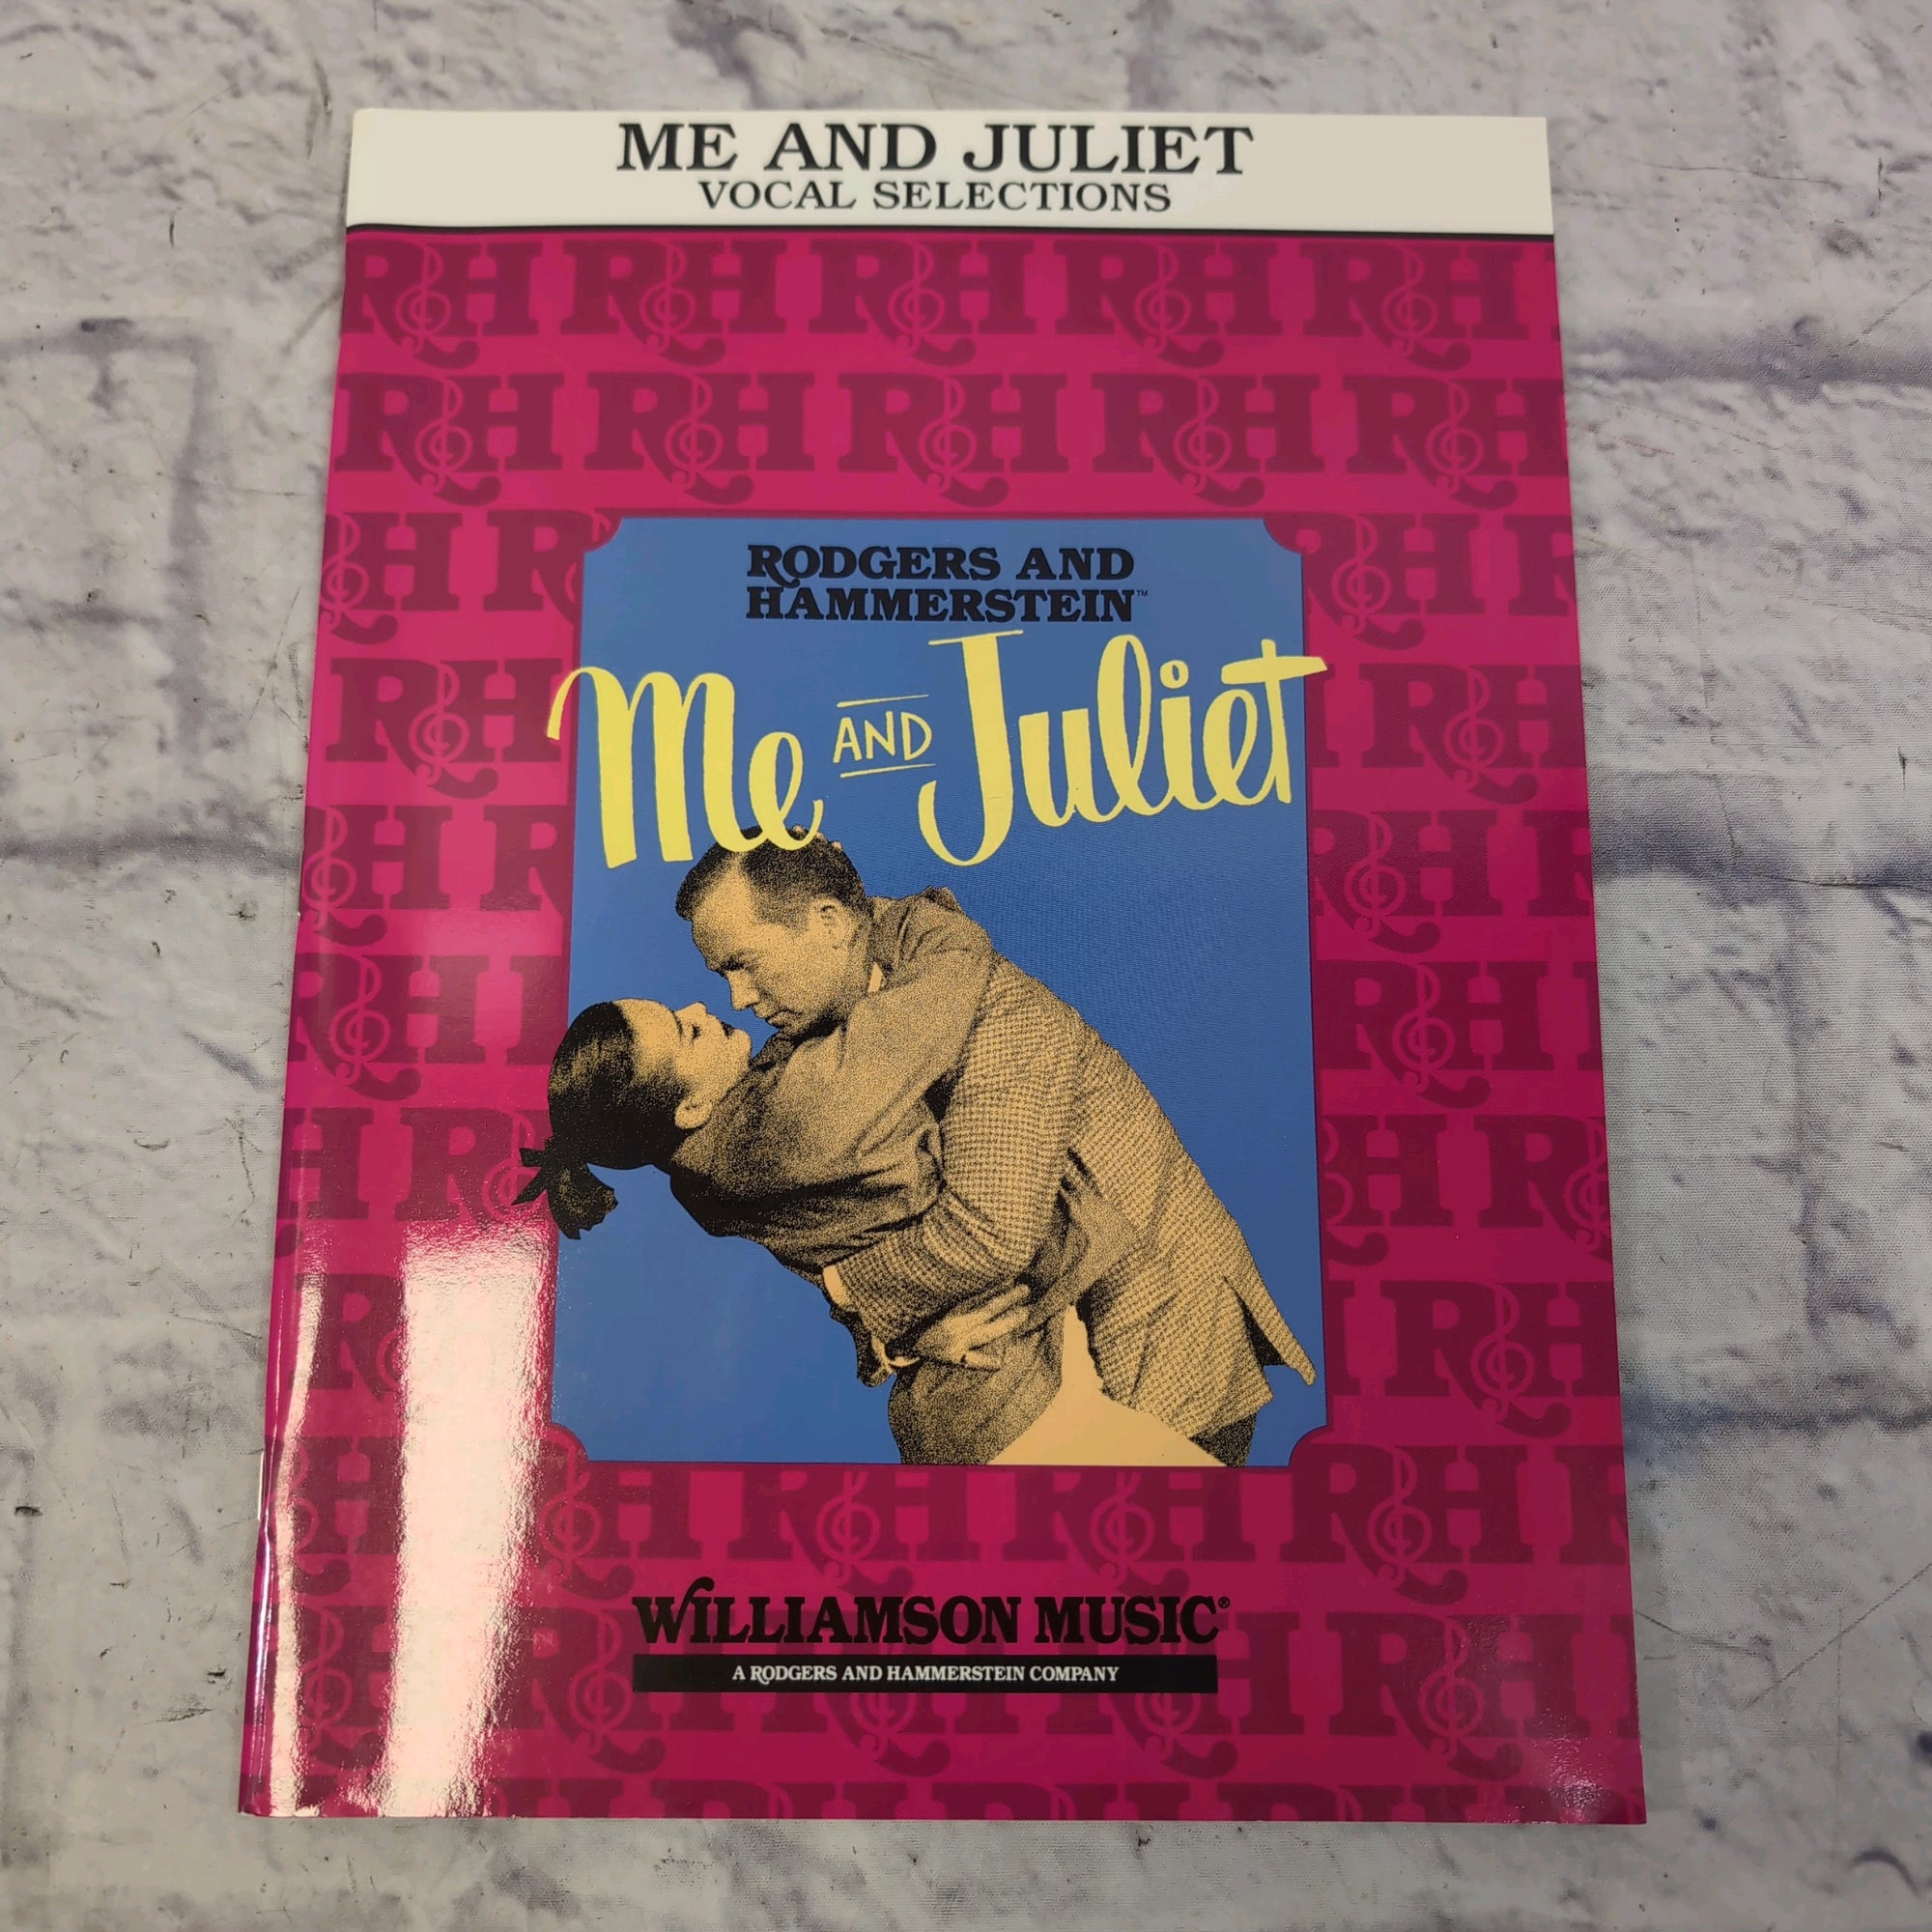 ME AND JULIET
VOCAL SELECTIONS
RODGERS AND
HAMMERSTEIN™
Me AND Juliet
WILLIAMSON MUSIC®
A RODGERS AND HAMMERSTEIN COMPANY